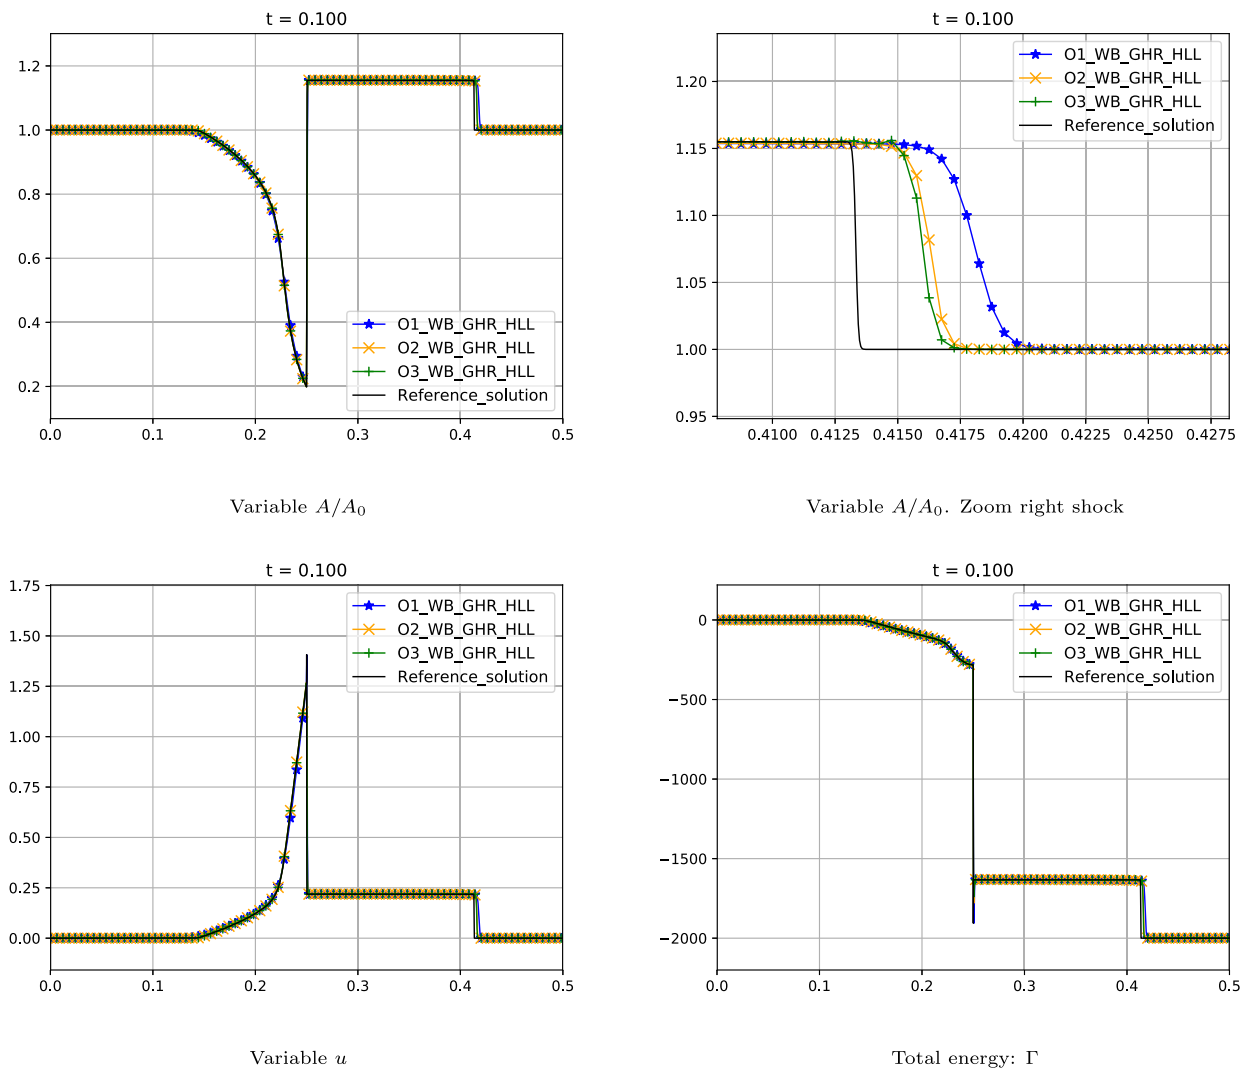 t = 0.100
1.2
1.0
0.8
0.6
0.4
0.2
O1_WB_GHR_HLL
O2_WB_GHR_HLL
O3_WB_GHR_HLL
Reference_solution
0.0 0.1 0.2 0.3 0.4 0.5
Variable A/A₀
t = 0.100
1.20
1.15
1.10
1.05
1.00
0.95
O1_WB_GHR_HLL
O2_WB_GHR_HLL
O3_WB_GHR_HLL
Reference_solution
0.4100 0.4125 0.4150 0.4175 0.4200 0.4225 0.4250 0.4275
Variable A/A₀. Zoom right shock
t = 0.100
1.75
1.50
1.25
1.00
0.75
0.50
0.25
0.00
O1_WB_GHR_HLL
O2_WB_GHR_HLL
O3_WB_GHR_HLL
Reference_solution
0.0 0.1 0.2 0.3 0.4 0.5
Variable u
t = 0.100
0
−500
−1000
−1500
−2000
O1_WB_GHR_HLL
O2_WB_GHR_HLL
O3_WB_GHR_HLL
Reference_solution
0.0 0.1 0.2 0.3 0.4 0.5
Total energy: Γ